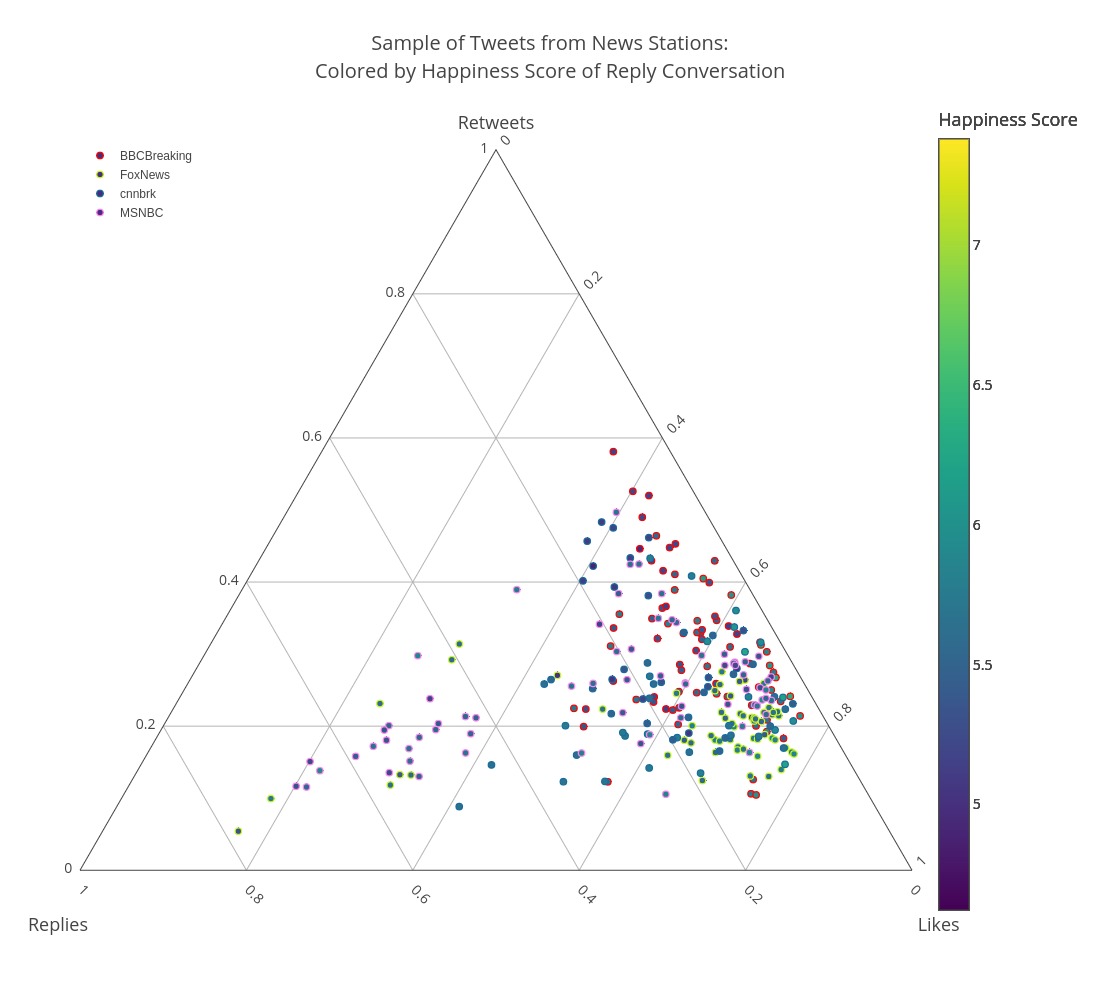 Sample of Tweets from News Stations:
Colored by Happiness Score of Reply Conversation
Happiness Score
Retweets
BBCBreaking
FoxNews
cnnbrk
MSNBC
1
0
0.8
0.2
0.6
0.4
0.4
0.6
0.2
0.8
0
1
1
0.8
0.6
0.4
0.2
0
Replies
Likes
7
6.5
6
5.5
5